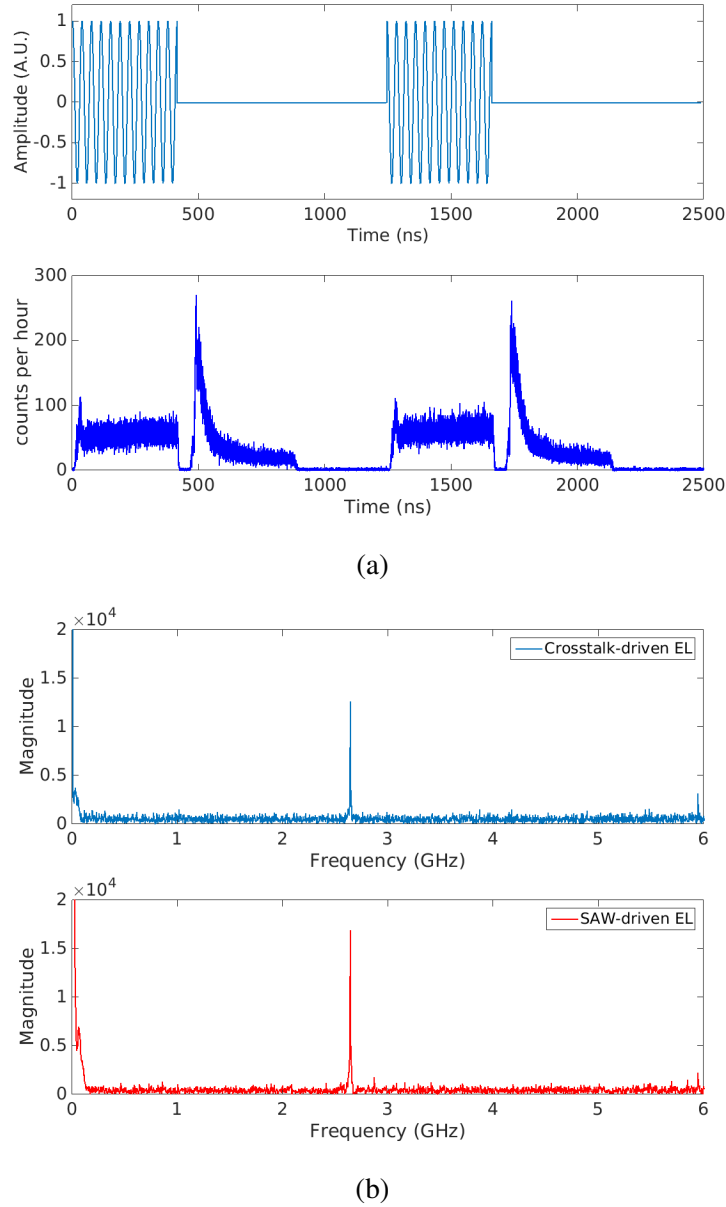 1
0.5
0
-0.5
-1
Amplitude (A.U.)
0 500 1000 1500 2000 2500
Time (ns)
300
200
100
0
counts per hour
0 500 1000 1500 2000 2500
Time (ns)
(a)
×10⁴
2
1.5
1
0.5
0
Magnitude
Crosstalk-driven EL
0 1 2 3 4 5 6
Frequency (GHz)
×10⁴
2
1.5
1
0.5
0
Magnitude
SAW-driven EL
0 1 2 3 4 5 6
Frequency (GHz)
(b)